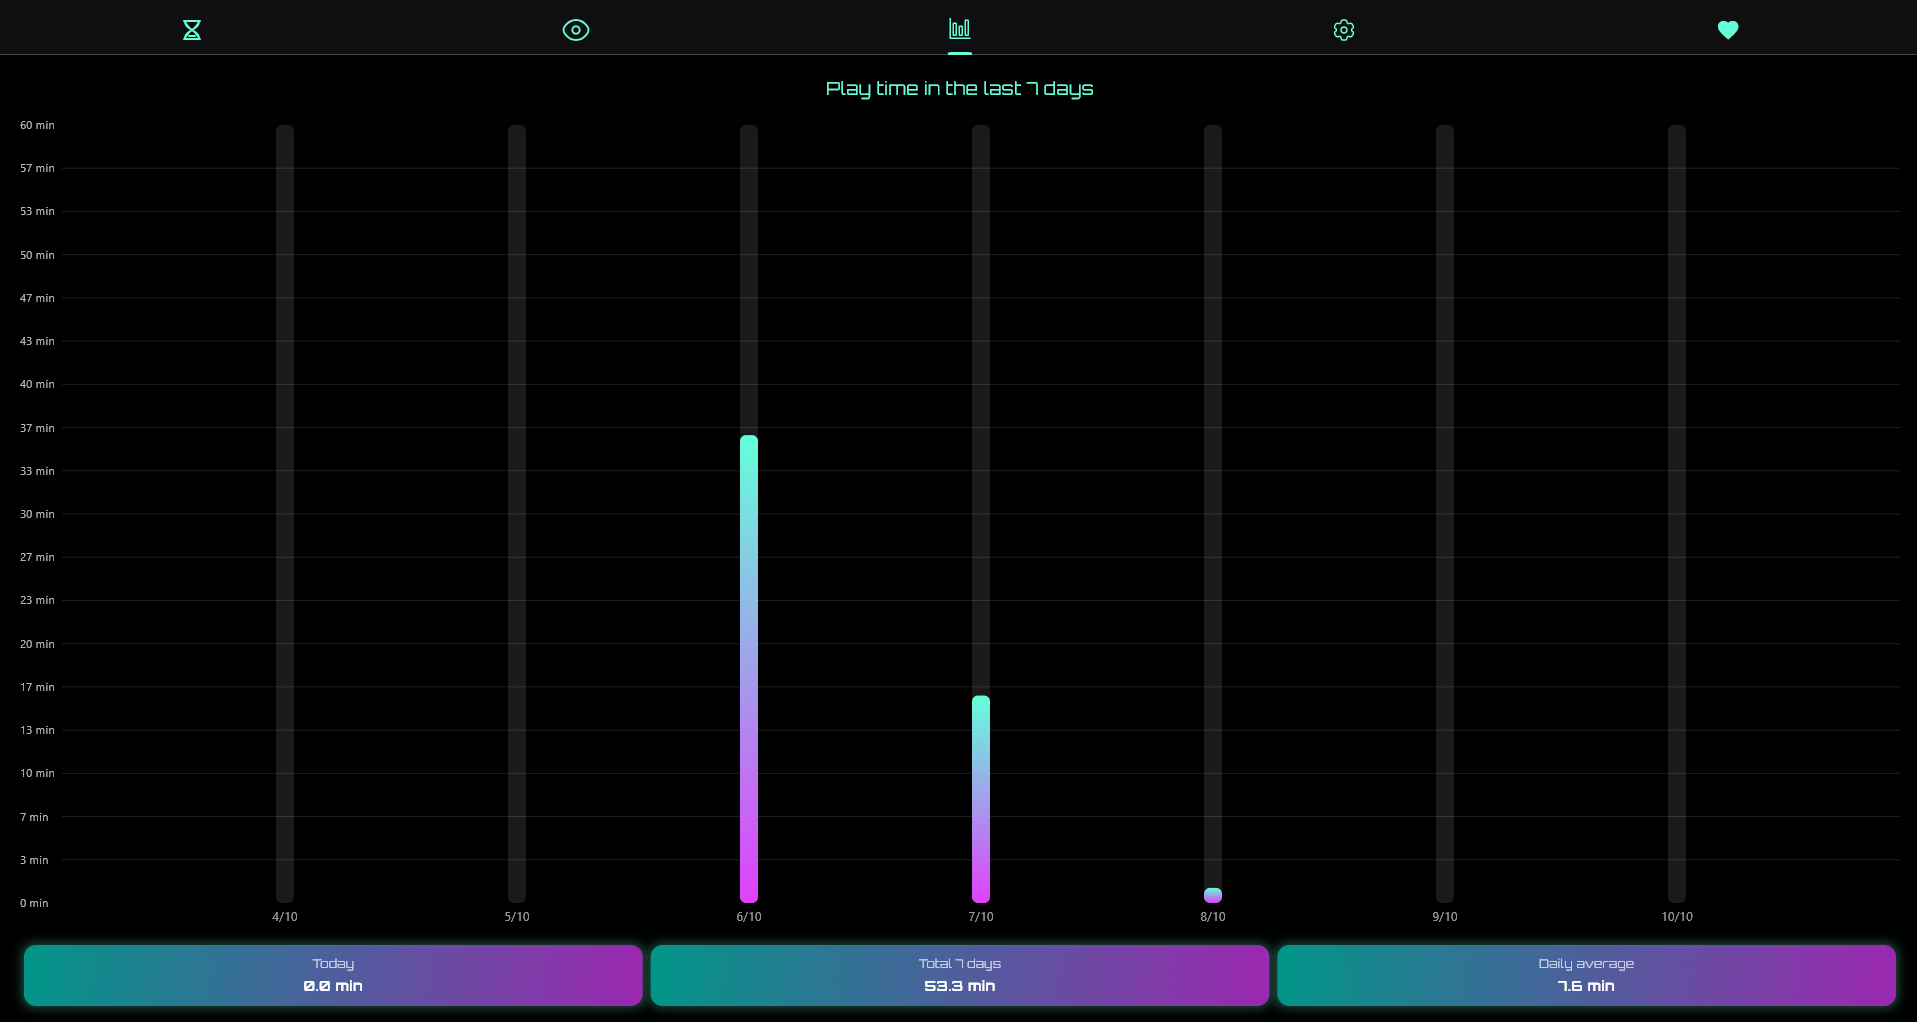 Play time in the last 7 days
60 min
57 min
53 min
50 min
47 min
43 min
40 min
37 min
33 min
30 min
27 min
23 min
20 min
17 min
13 min
10 min
7 min
3 min
0 min
4/10 5/10 6/10 7/10 8/10 9/10 10/10
Today Total 7 days Daily average
0.0 min 53.3 min 7.6 min